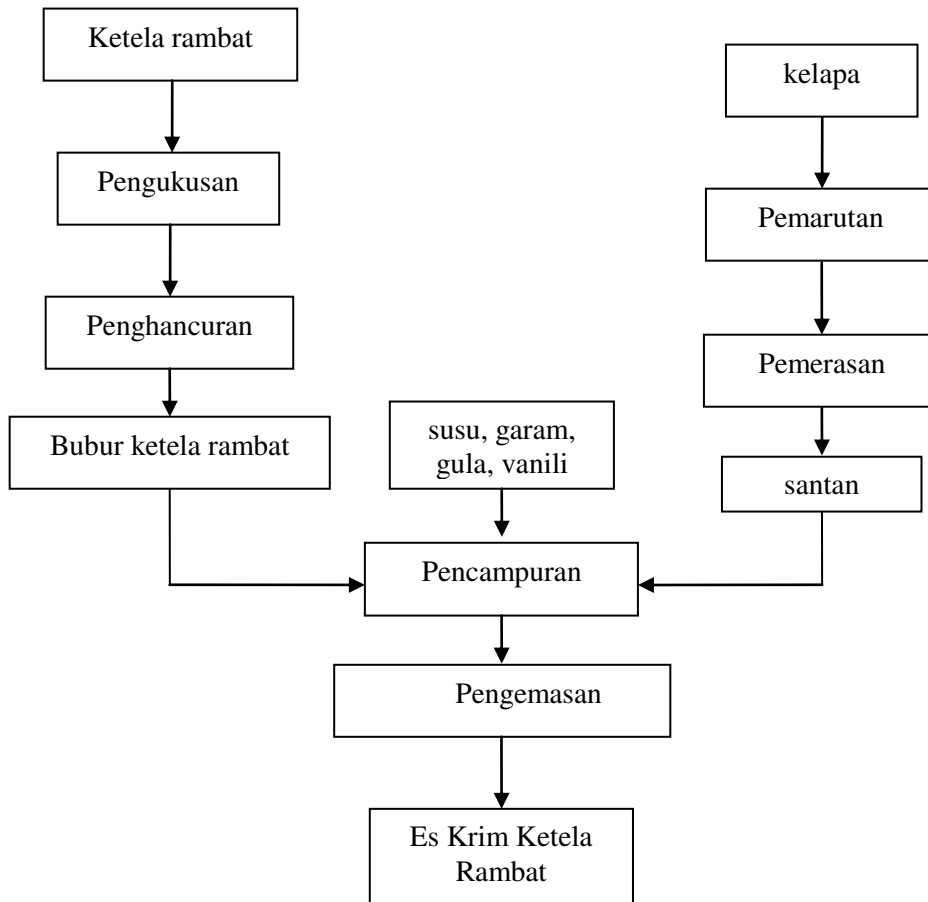 Ketela rambat
kelapa
Pengukusan
Pemarutan
Penghancuran
Pemerasan
Bubur ketela rambat
susu, garam,
gula, vanili
santan
Pencampuran
Pengemasan
Es Krim Ketela
Rambat